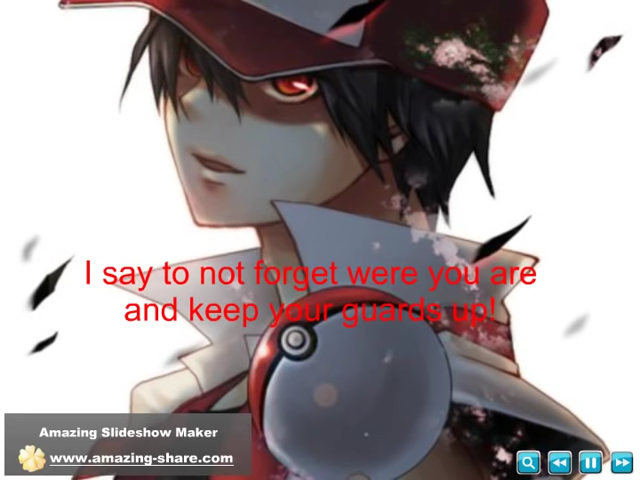 I say to not forget were you are
and keep your guards up!
Amazing Slideshow Maker
www.amazing-share.com